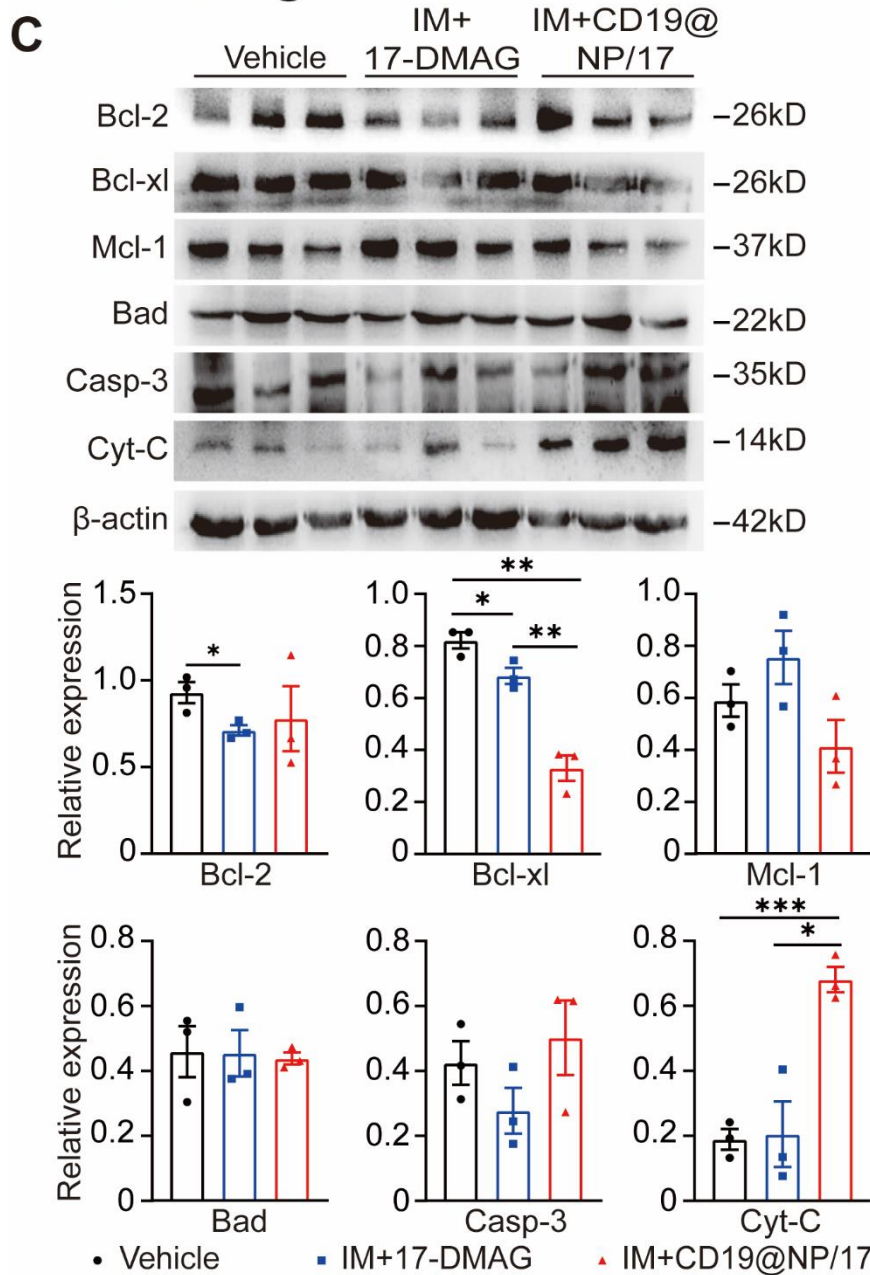 C
IM+ IM+CD19@
Vehicle 17-DMAG NP/17
Bcl-2 –26kD
Bcl-xl –26kD
Mcl-1 –37kD
Bad –22kD
Casp-3 –35kD
Cyt-C –14kD
β-actin –42kD
Relative expression
1.5
1.0
0.5
0
*
Bcl-2
1.0
0.8
0.6
0.4
0.2
0
**
*
**
Bcl-xl
1.0
0.8
0.6
0.4
0.2
0
Mcl-1
Relative expression
0.8
0.6
0.4
0.2
0
Bad
0.8
0.6
0.4
0.2
0
Casp-3
0.8
0.6
0.4
0.2
0
***
*
Cyt-C
Vehicle IM+17-DMAG IM+CD19@NP/17